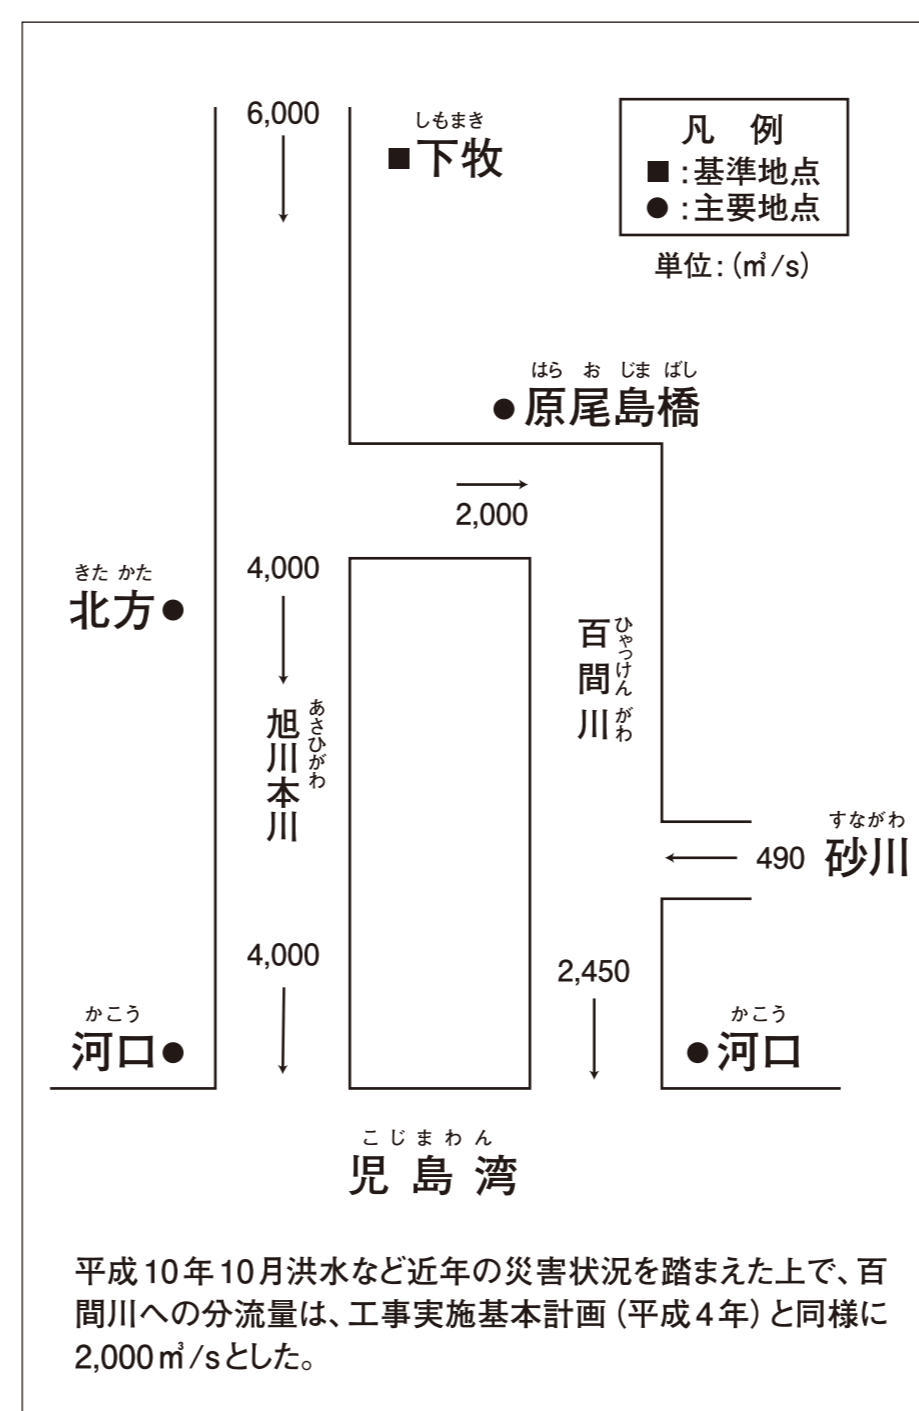 6,000
しもまき
■下牧
凡 例
■:基準地点
●:主要地点
単位:(㎥/s)
はら お じま ばし
●原尾島橋
2,000
きた かた
北方●
4,000
旭川本川
あさひがわ
百間川
ひゃっけん がわ
すながわ
490 砂川
4,000
2,450
かこう
河口●
かこう
●河口
こじまわん
児島湾
平成10年10月洪水など近年の災害状況を踏まえた上で、百
間川への分流量は、工事実施基本計画(平成4年)と同様に
2,000㎥/sとした。